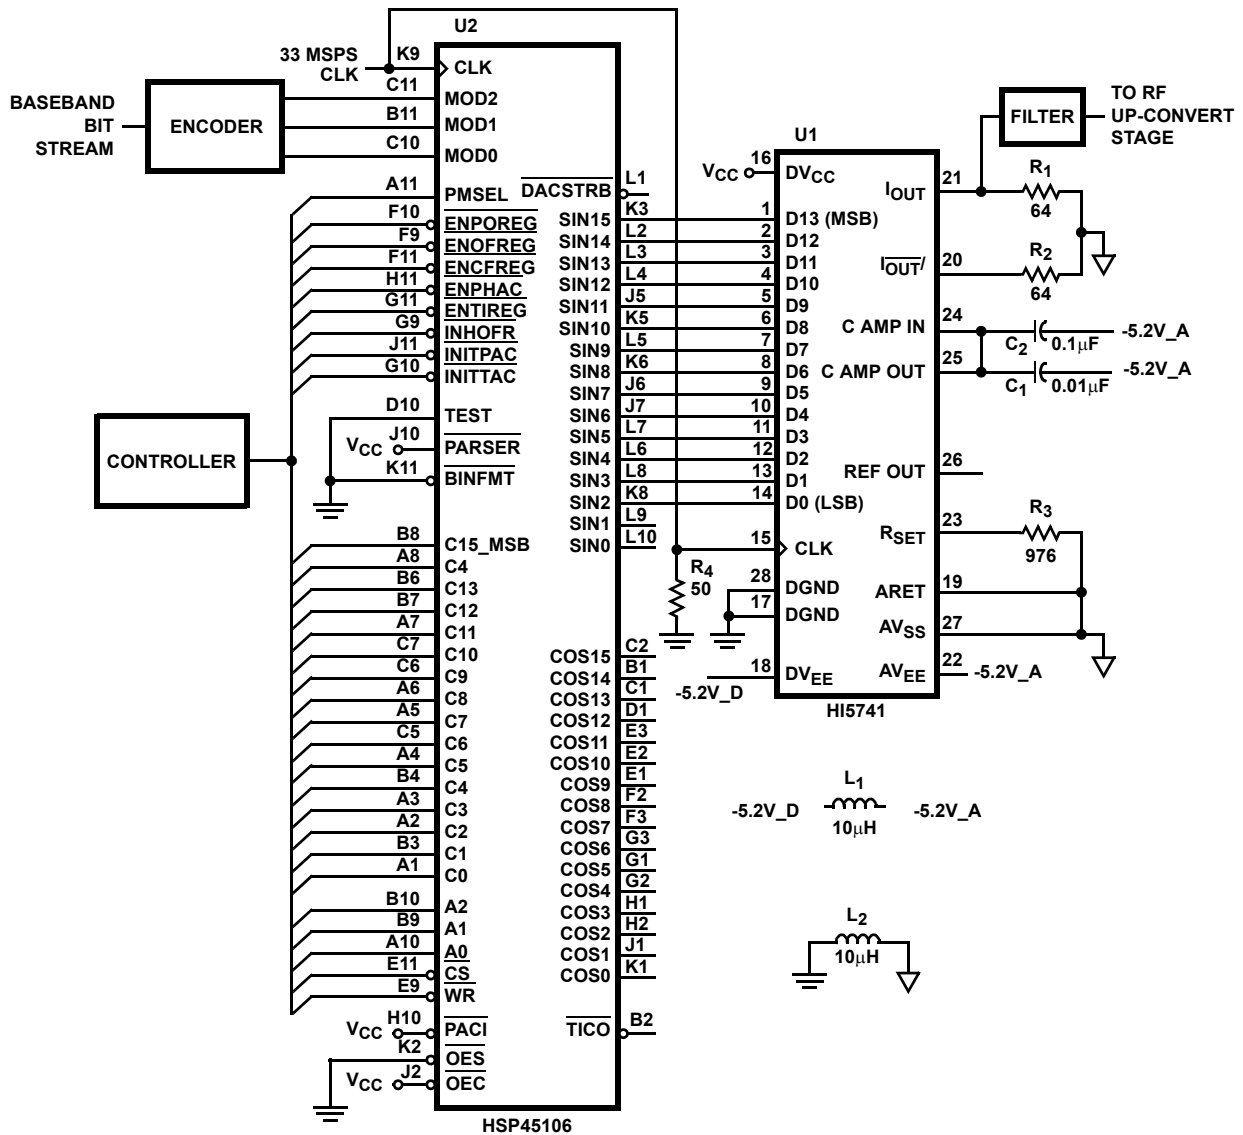 U2
33 MSPS
CLK
K9
CLK
BASEBAND
BIT
STREAM
ENCODER
C11
MOD2
B11
MOD1
C10
MOD0
A11
PMSEL
F10
ENPOREG
F9
ENOFREG
F11
ENCFREG
H11
ENPHAC
G11
ENTIREG
G9
INHOFR
J11
INITPAC
G10
INITTAC
D10
TEST
VCC
J10
PARSER
K11
BINFMT
CONTROLLER
B8
C15_MSB
A8
C4
B6
C13
B7
C12
A7
C11
C7
C10
C6
C9
A6
C8
A5
C7
C5
C6
A4
C5
B4
C4
A3
C3
A2
C2
B3
C1
A1
C0
B10
A2
B9
A1
A10
A0
E11
CS
E9
WR
VCC
H10
PACI
K2
OES
VCC
J2
OEC
HSP45106
DACSTRB
L1
SIN15
K3
SIN14
L2
SIN13
L3
SIN12
L4
SIN11
J5
SIN10
K5
SIN9
L5
SIN8
K6
SIN7
J6
SIN6
J7
SIN5
L7
SIN4
L6
SIN3
L8
SIN2
K8
SIN1
L9
SIN0
L10
COS15
C2
COS14
B1
COS13
C1
COS12
D1
COS11
E3
COS10
E2
COS9
E1
COS8
F2
COS7
F3
COS6
G3
COS5
G1
COS4
G2
COS3
H1
COS2
H2
COS1
J1
COS0
K1
TICO
B2
R4
50
U1
VCC
16
DVCC
1
D13 (MSB)
2
D12
3
D11
4
D10
5
D9
6
D8
7
D7
8
D6
9
D5
10
D4
11
D3
12
D2
13
D1
14
D0 (LSB)
15
CLK
28
DGND
17
DGND
18
DVEE
-5.2V_D
HI5741
IOUT
21
IOUT/
20
C AMP IN
24
C AMP OUT
25
REF OUT
26
RSET
23
ARET
19
AVSS
27
AVEE
22
-5.2V_A
FILTER
TO RF
UP-CONVERT
STAGE
R1
64
R2
64
C2
0.1µF
-5.2V_A
C1
0.01µF
-5.2V_A
R3
976
L1
-5.2V_D
10µH
-5.2V_A
L2
10µH